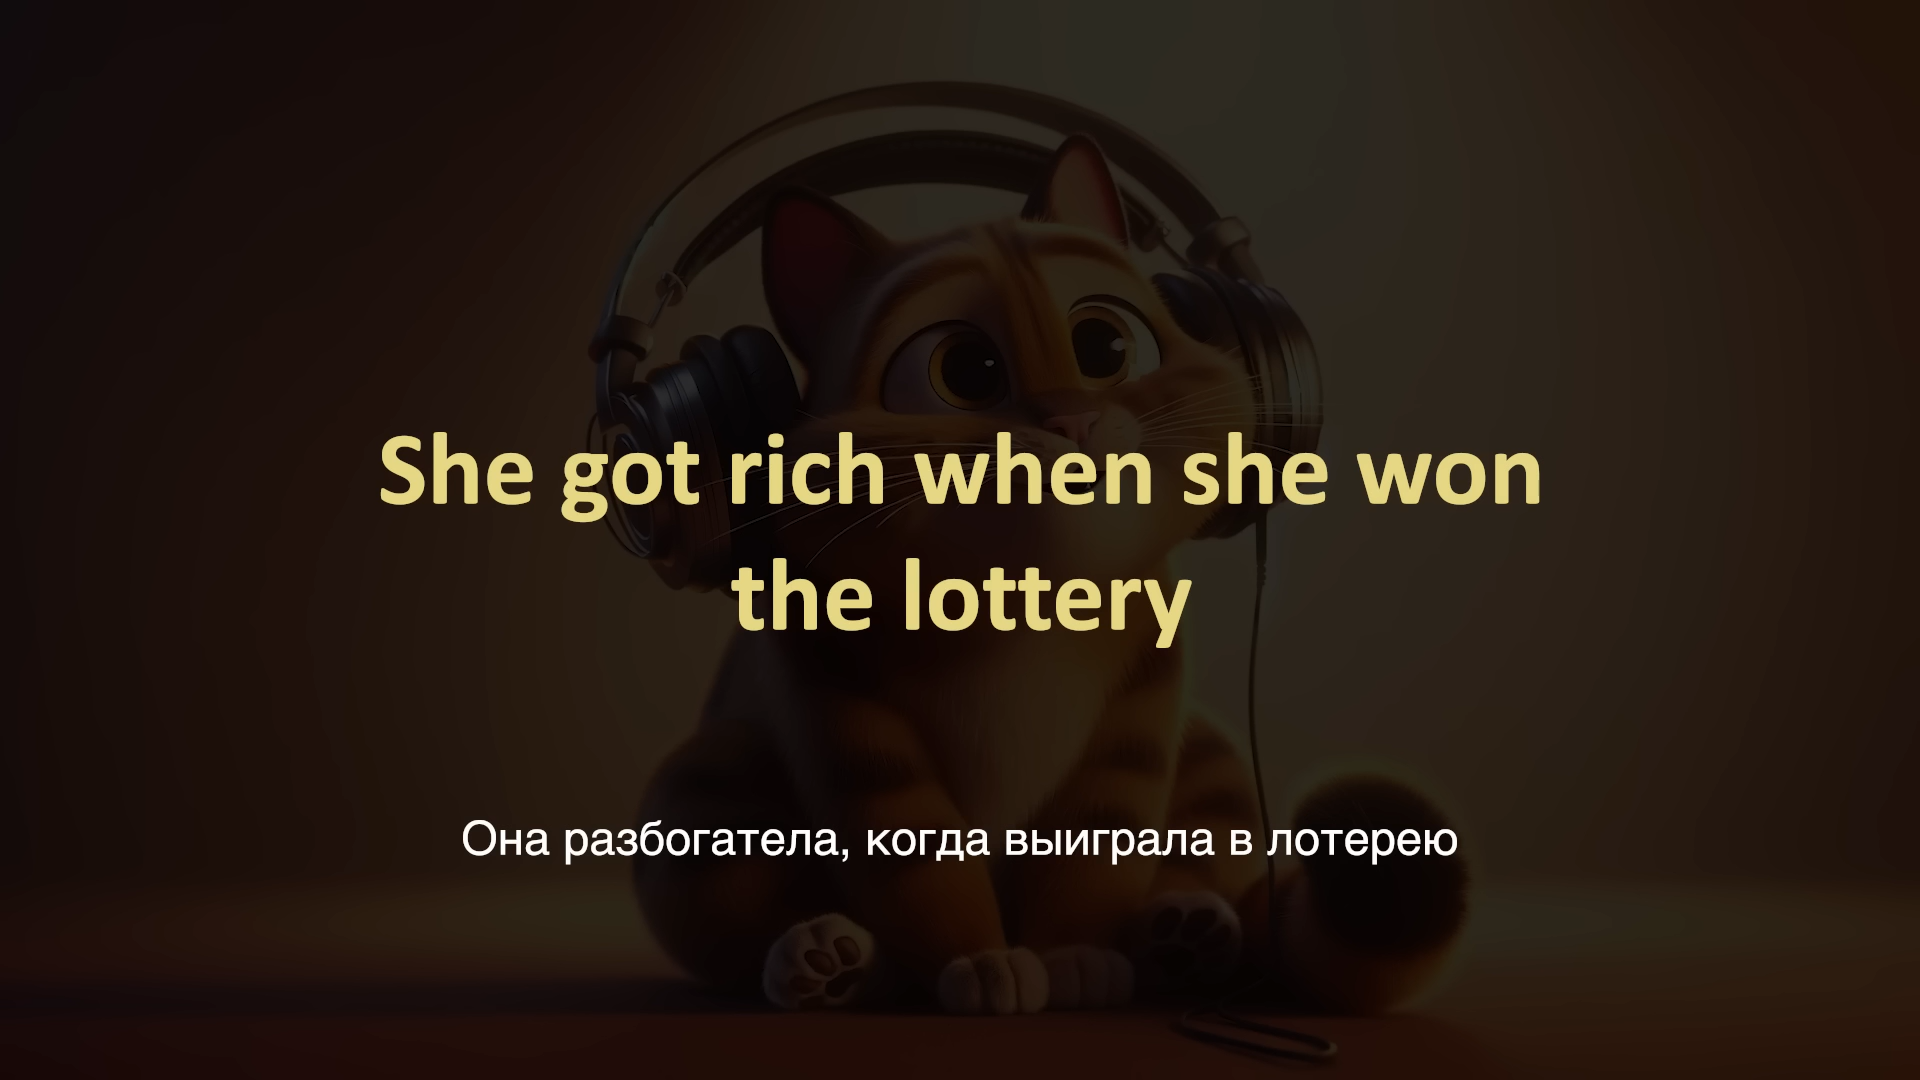 She got rich when she won
the lottery
Она разбогатела, когда выиграла в лотерею